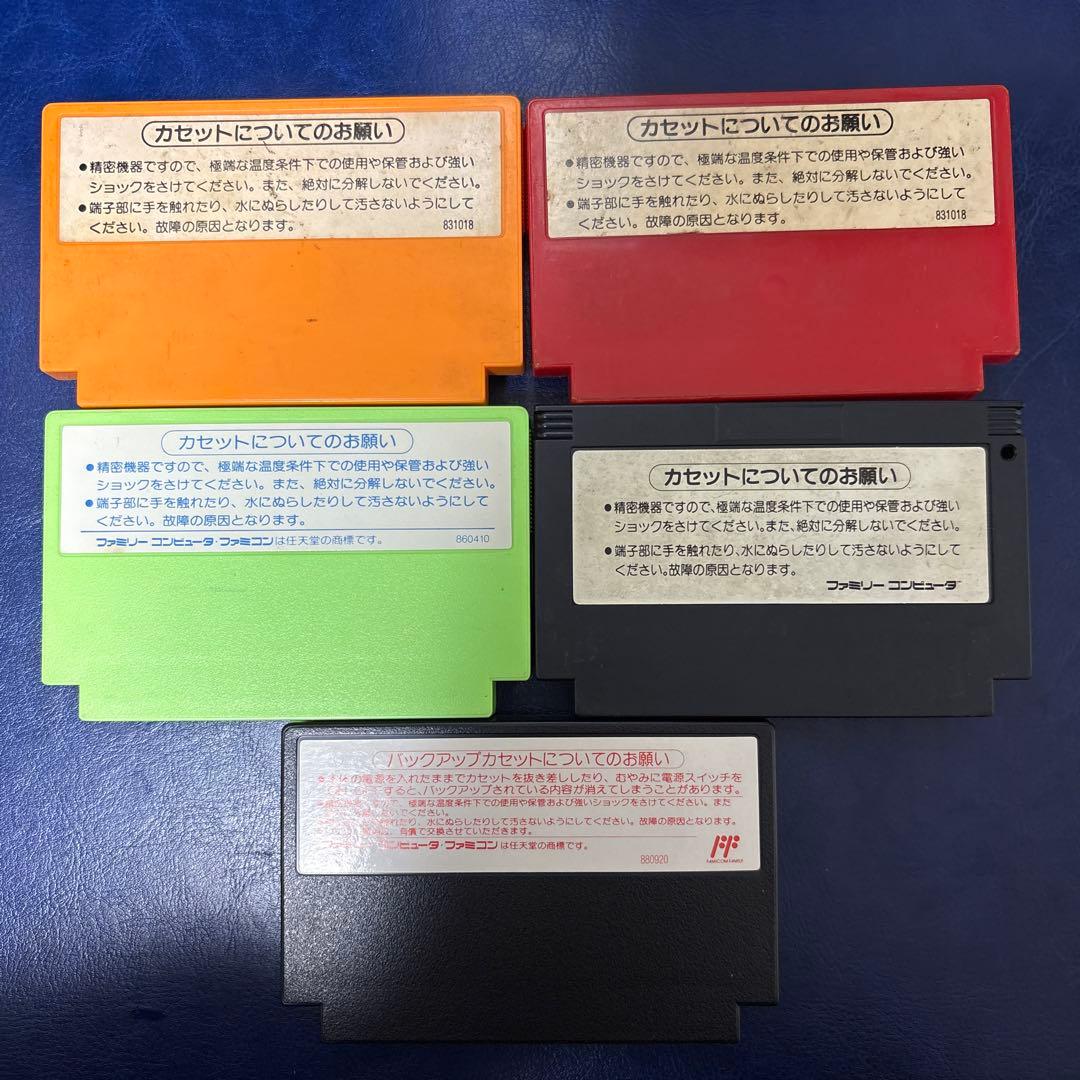 カセットについてのお願い
●精密機器ですので、極端な温度条件下での使用や保管および強い
ショックをさけてください。また、絶対に分解しないでください。
●端子部に手を触れたり、水にぬらしたりして汚さないようにして
ください。故障の原因となります。
831018
カセットについてのお願い
●精密機器ですので、極端な温度条件下での使用や保管および強い
ショックをさけてください。また、絶対に分解しないでください。
●端子部に手を触れたり、水にぬらしたりして汚さないようにして
ください。故障の原因となります。
831018
カセットについてのお願い
●精密機器ですので、極端な温度条件下での使用や保管および強い
ショックをさけてください。また、絶対に分解しないでください。
●端子部に手を触れたり、水にぬらしたりして汚さないようにして
ください。故障の原因となります。
ファミリー コンピュータ・ファミコンは任天堂の商標です。 860410
カセットについてのお願い
●精密機器ですので、極端な温度条件下での使用や保管および強い
ショックをさけてください。また、絶対に分解しないでください。
●端子部に手を触れたり、水にぬらしたりして汚さないようにして
ください。故障の原因となります。
ファミリー コンピュータ™
バックアップカセットについてのお願い
の電源を入れたままでカセットを抜き差ししたり、むやみに電源スイッチを
すると、バックアップされている内容が消えてしまうことがあります。
で、極端な温度条件下での使用や保管および強いショックをさけてください。また
でください。
触れたり、水にぬらしたりして汚さないようにしてください。故障の原因となります。
有償で交換させていただきます。
コンピュータ・ファミコンは任天堂の商標です。
880920
FF
FAMICOM FAMILY